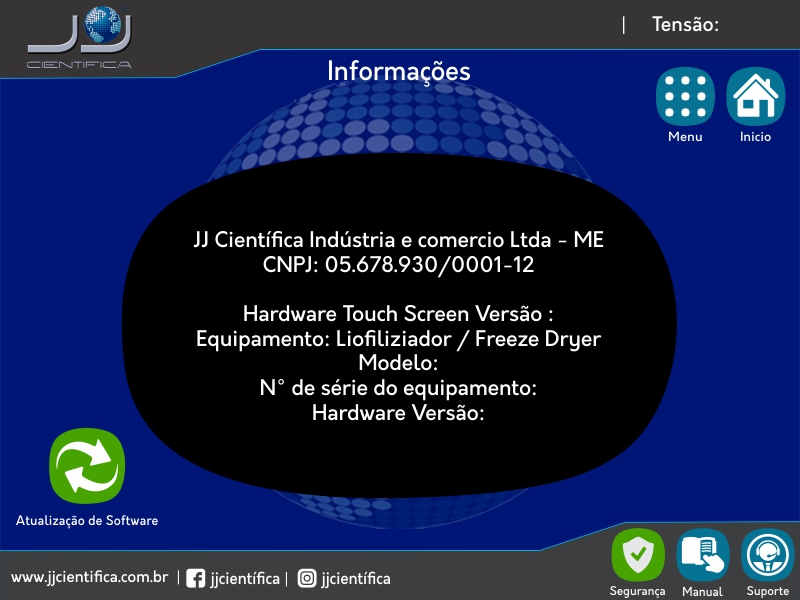 JJ
CIENTÍFICA
| Tensão:
Informações
Menu
Inicio
JJ Científica Indústria e comercio Ltda - ME
CNPJ: 05.678.930/0001-12
Hardware Touch Screen Versão :
Equipamento: Liofiliziador / Freeze Dryer
Modelo:
N° de série do equipamento:
Hardware Versão:
Atualização de Software
www.jjcientifica.com.br | jjcientífica | jjcientífica
Segurança
Manual
Suporte